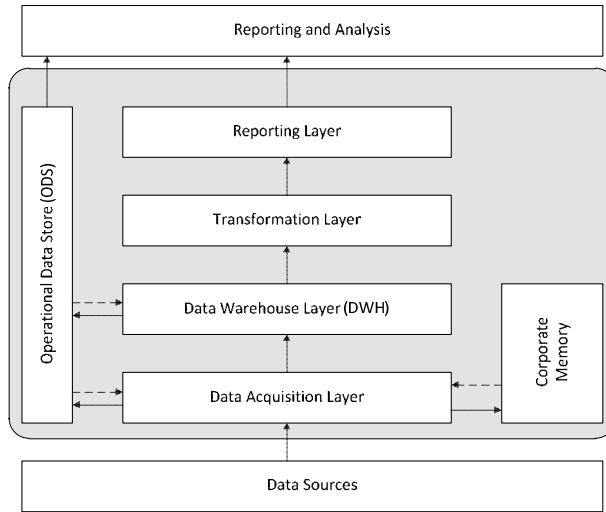 Reporting and Analysis
Reporting Layer
Transformation Layer
Operational Data Store (ODS)
Data Warehouse Layer (DWH)
Corporate
Memory
Data Acquisition Layer
Data Sources